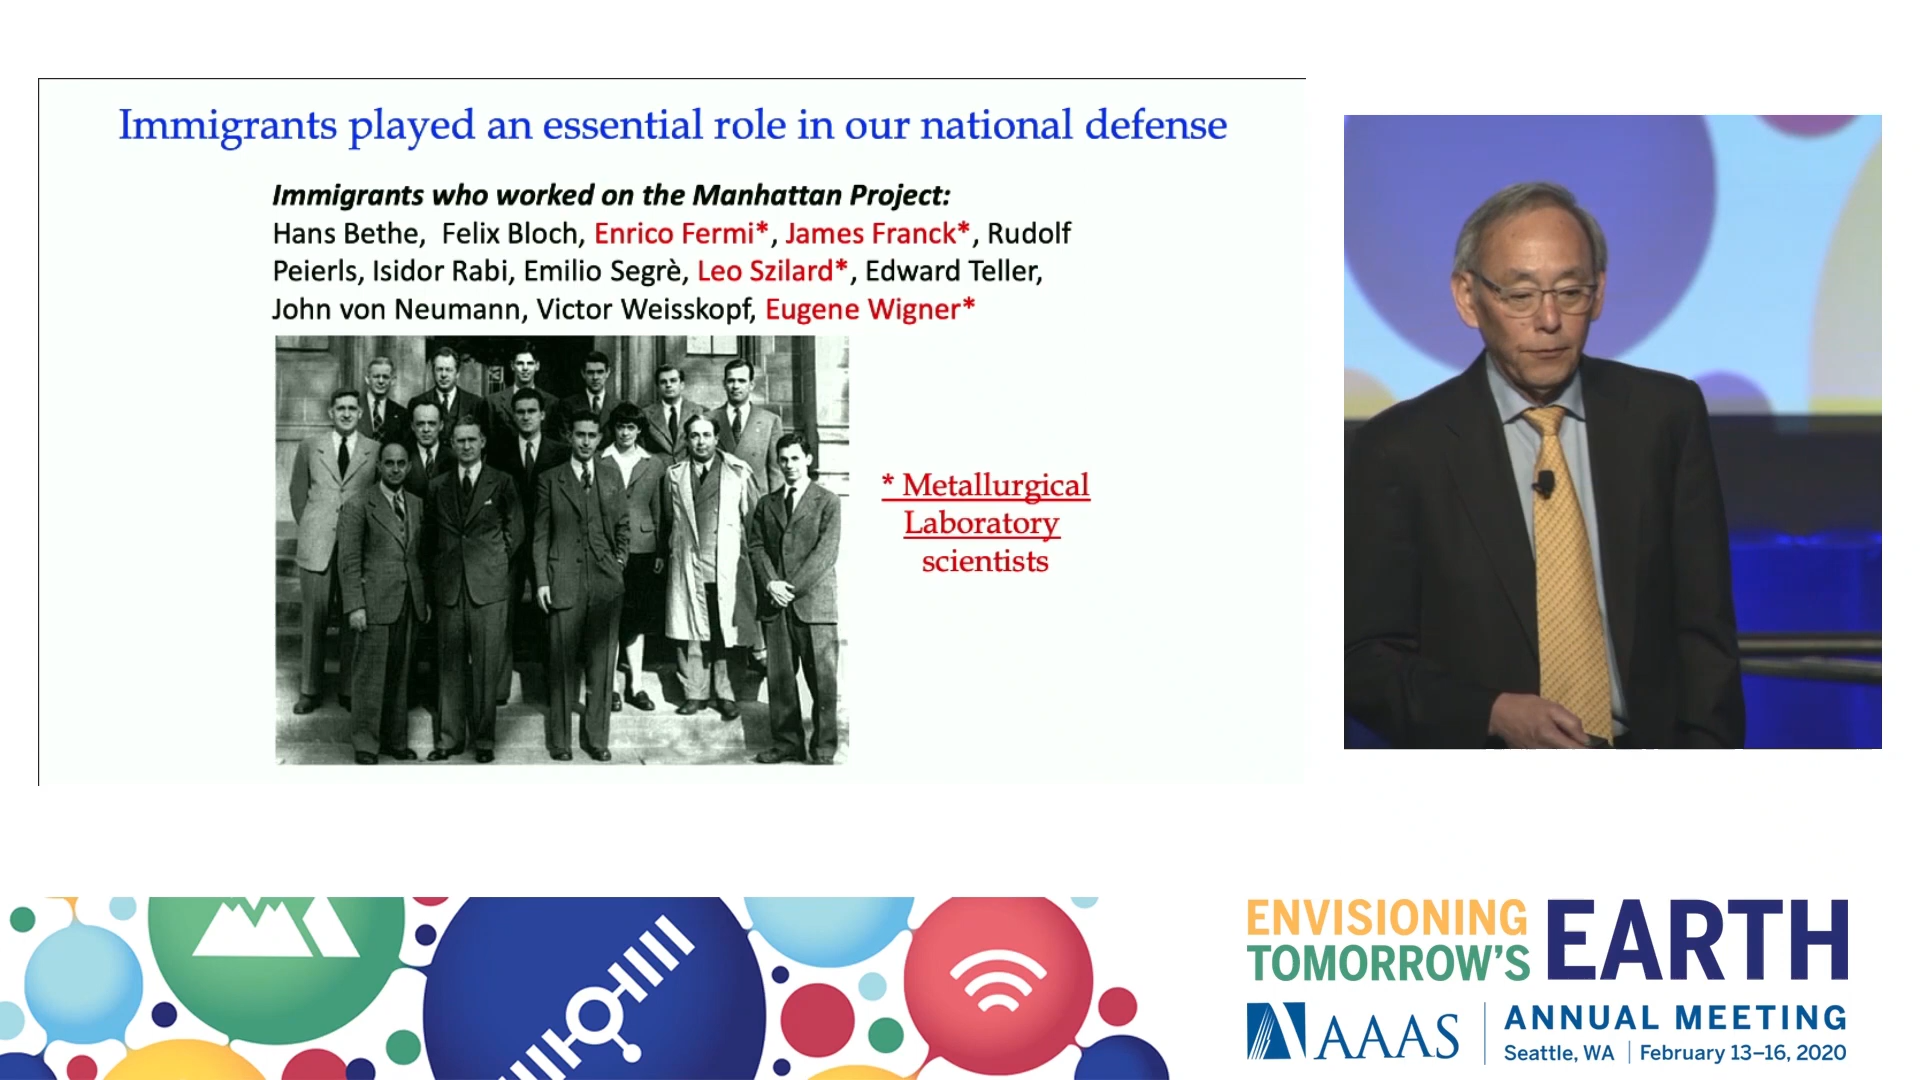 Immigrants played an essential role in our national defense
Immigrants who worked on the Manhattan Project:
Hans Bethe, Felix Bloch, Enrico Fermi*, James Franck*, Rudolf
Peierls, Isidor Rabi, Emilio Segrè, Leo Szilard*, Edward Teller,
John von Neumann, Victor Weisskopf, Eugene Wigner*
* Metallurgical
Laboratory
scientists
ENVISIONING
TOMORROW'S
EARTH
AAAS
ANNUAL MEETING
Seattle, WA | February 13–16, 2020